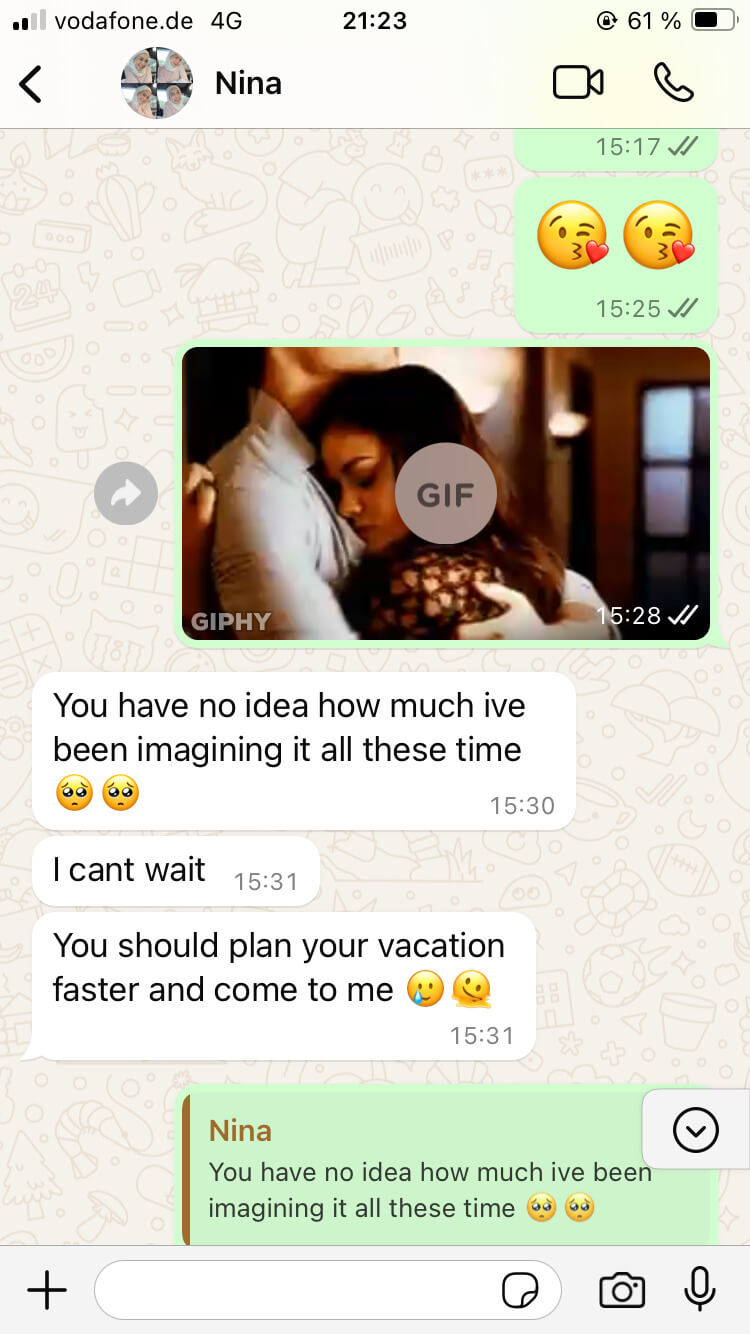 vodafone.de 4G 21:23 61 %
Nina
15:17
15:25
GIF
GIPHY 15:28
You have no idea how much ive
been imagining it all these time
15:30
I cant wait 15:31
You should plan your vacation
faster and come to me
15:31
Nina
You have no idea how much ive been
imagining it all these time